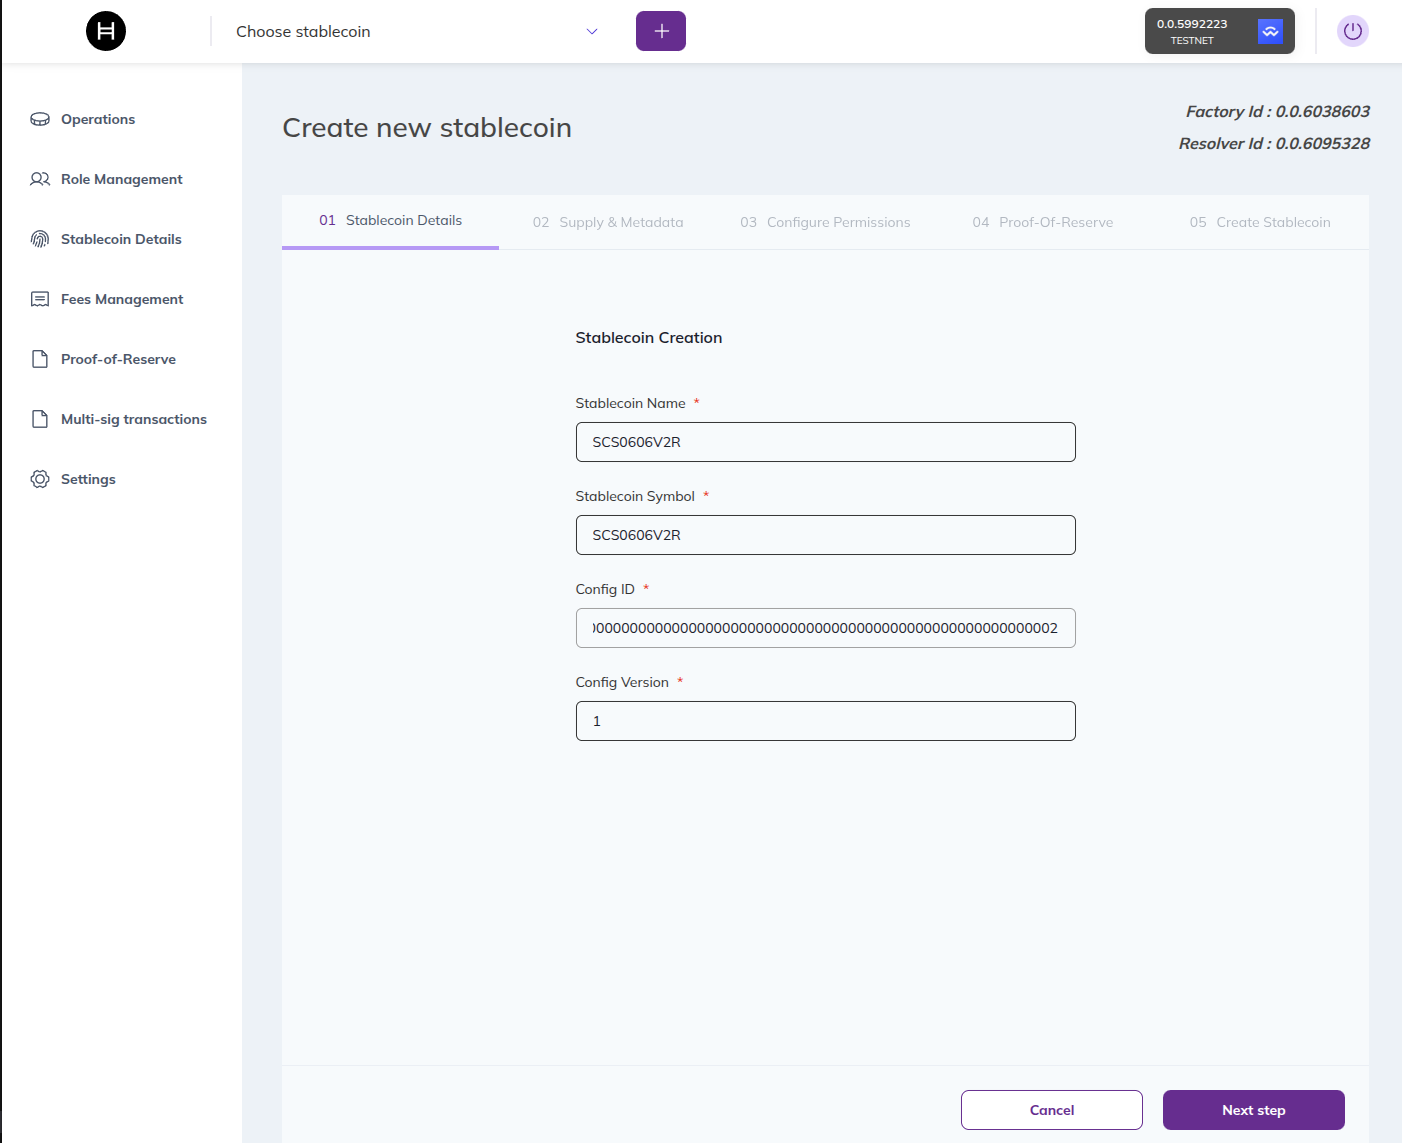 Choose stablecoin
0.0.5992223
TESTNET
Operations
Role Management
Stablecoin Details
Fees Management
Proof-of-Reserve
Multi-sig transactions
Settings
Create new stablecoin
Factory Id : 0.0.6038603
Resolver Id : 0.0.6095328
01 Stablecoin Details
02 Supply & Metadata
03 Configure Permissions
04 Proof-Of-Reserve
05 Create Stablecoin
Stablecoin Creation
Stablecoin Name *
SCS0606V2R
Stablecoin Symbol *
SCS0606V2R
Config ID *
Config Version *
1
Cancel
Next step